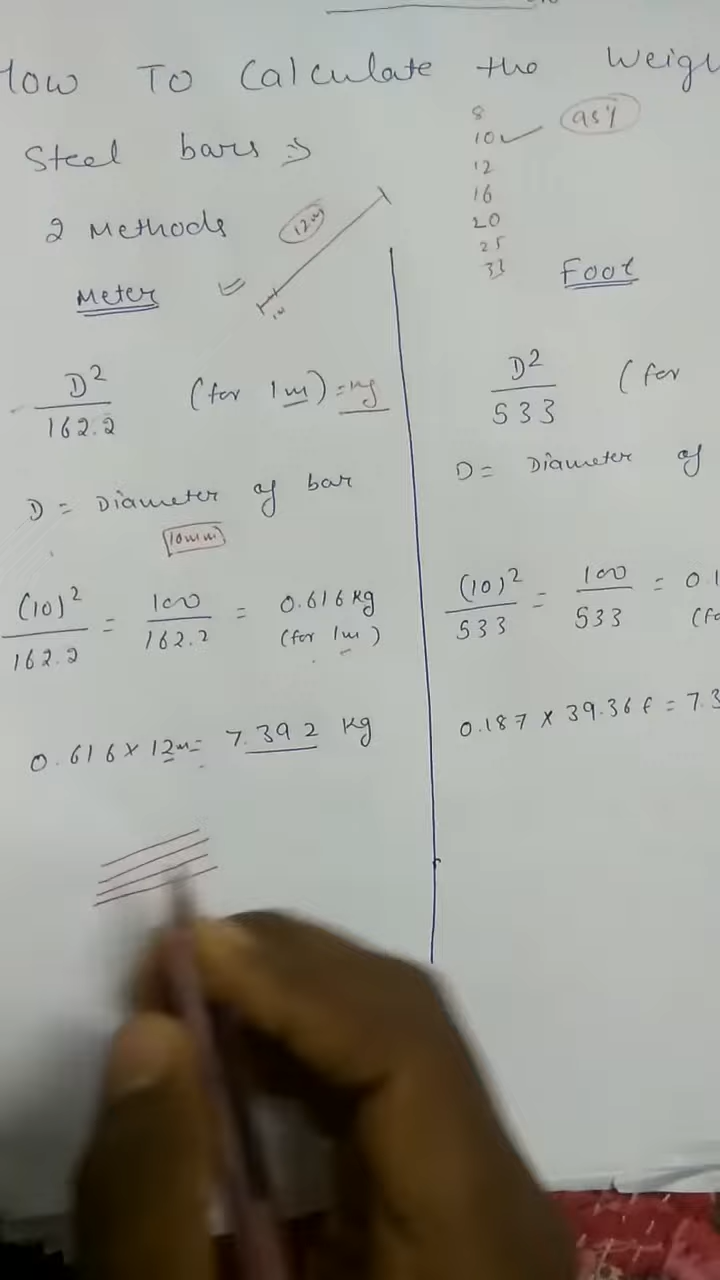 How To Calculate the Weig
Steel bars :-
2 Methods
12m
8
10 ✓ 95%
12
16
20
25
33
Meter
D²/162.2 (for 1m) = kg
D = Diameter of bar
10mm
(10)²/162.2 = 100/162.2 = 0.616 kg
(for 1m)
0.616 x 12m = 7.392 kg
Foot
D²/533 (for
D = Diameter of
(10)²/533 = 100/533 = 0.1
0.187 x 39.36 f = 7.3